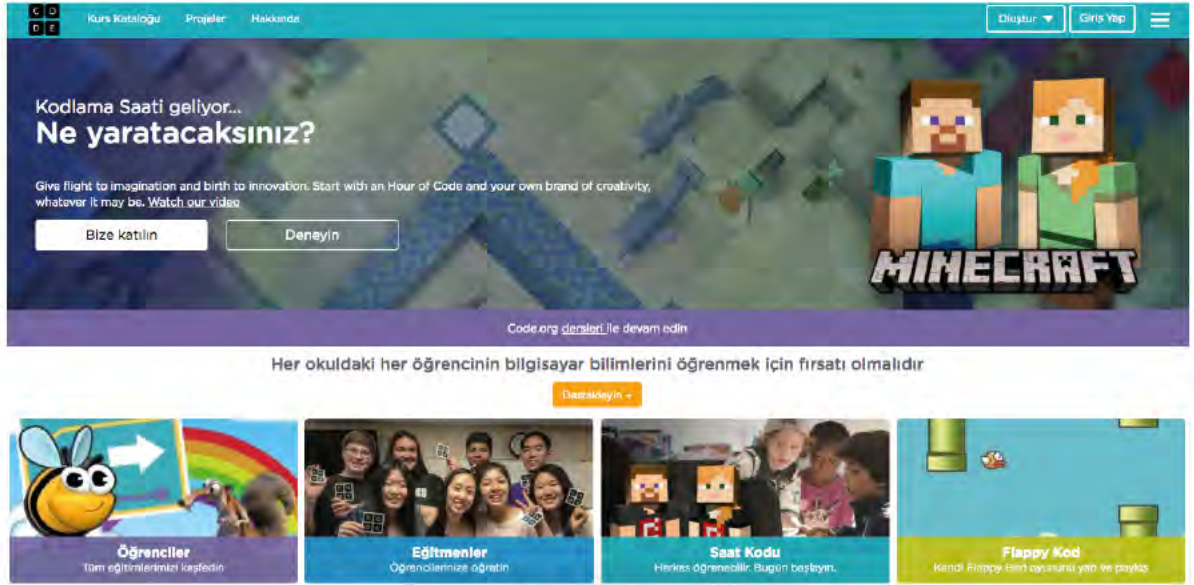 C O
D E
Kurs Kataloğu Projeler Hakkında
Oluştur Giriş Yap
Kodlama Saati geliyor...
Ne yaratacaksınız?
Give flight to imagination and birth to innovation. Start with an Hour of Code and your own brand of creativity,
whatever it may be. Watch our video
Bize katılın Deneyin
MINECRAFT
Code.org dersleri ile devam edin
Her okuldaki her öğrencinin bilgisayar bilimlerini öğrenmek için fırsatı olmalıdır
Destekleyin +
Öğrenciler
Tüm eğitimlerimizi keşfedin
Eğitmenler
Öğrencilerinize öğretin
Saat Kodu
Herkes öğrenebilir. Bugün başlayın.
Flappy Kod
Kendi Flappy Bird oyununu yap ve paylaş